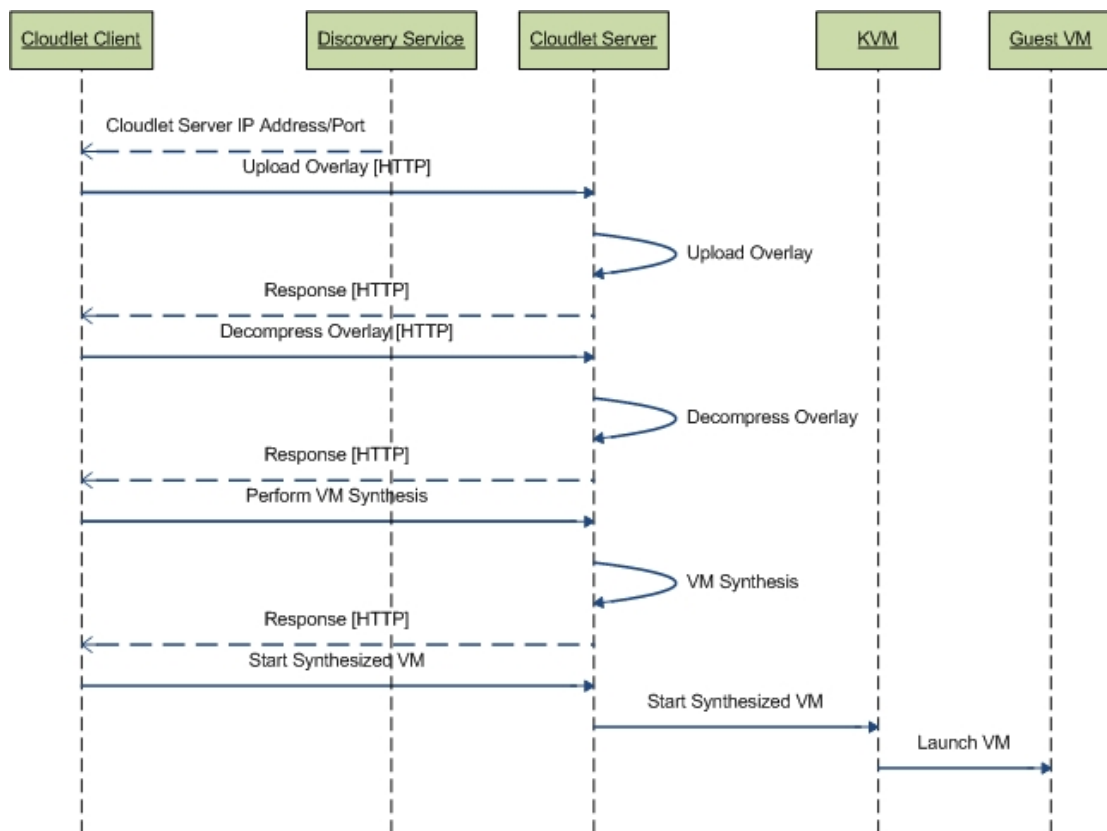 Cloudlet Client
Discovery Service
Cloudlet Server
KVM
Guest VM
Cloudlet Server IP Address/Port
Upload Overlay [HTTP]
Upload Overlay
Response [HTTP]
Decompress Overlay [HTTP]
Decompress Overlay
Response [HTTP]
Perform VM Synthesis
VM Synthesis
Response [HTTP]
Start Synthesized VM
Start Synthesized VM
Launch VM